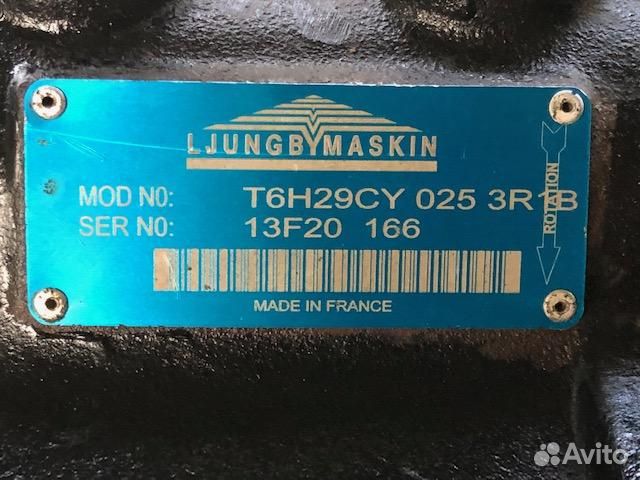 LJUNGBYMASKIN
MOD N0: T6H29CY 025 3R1B
SER N0: 13F20 166
ROTATION
MADE IN FRANCE
Avito